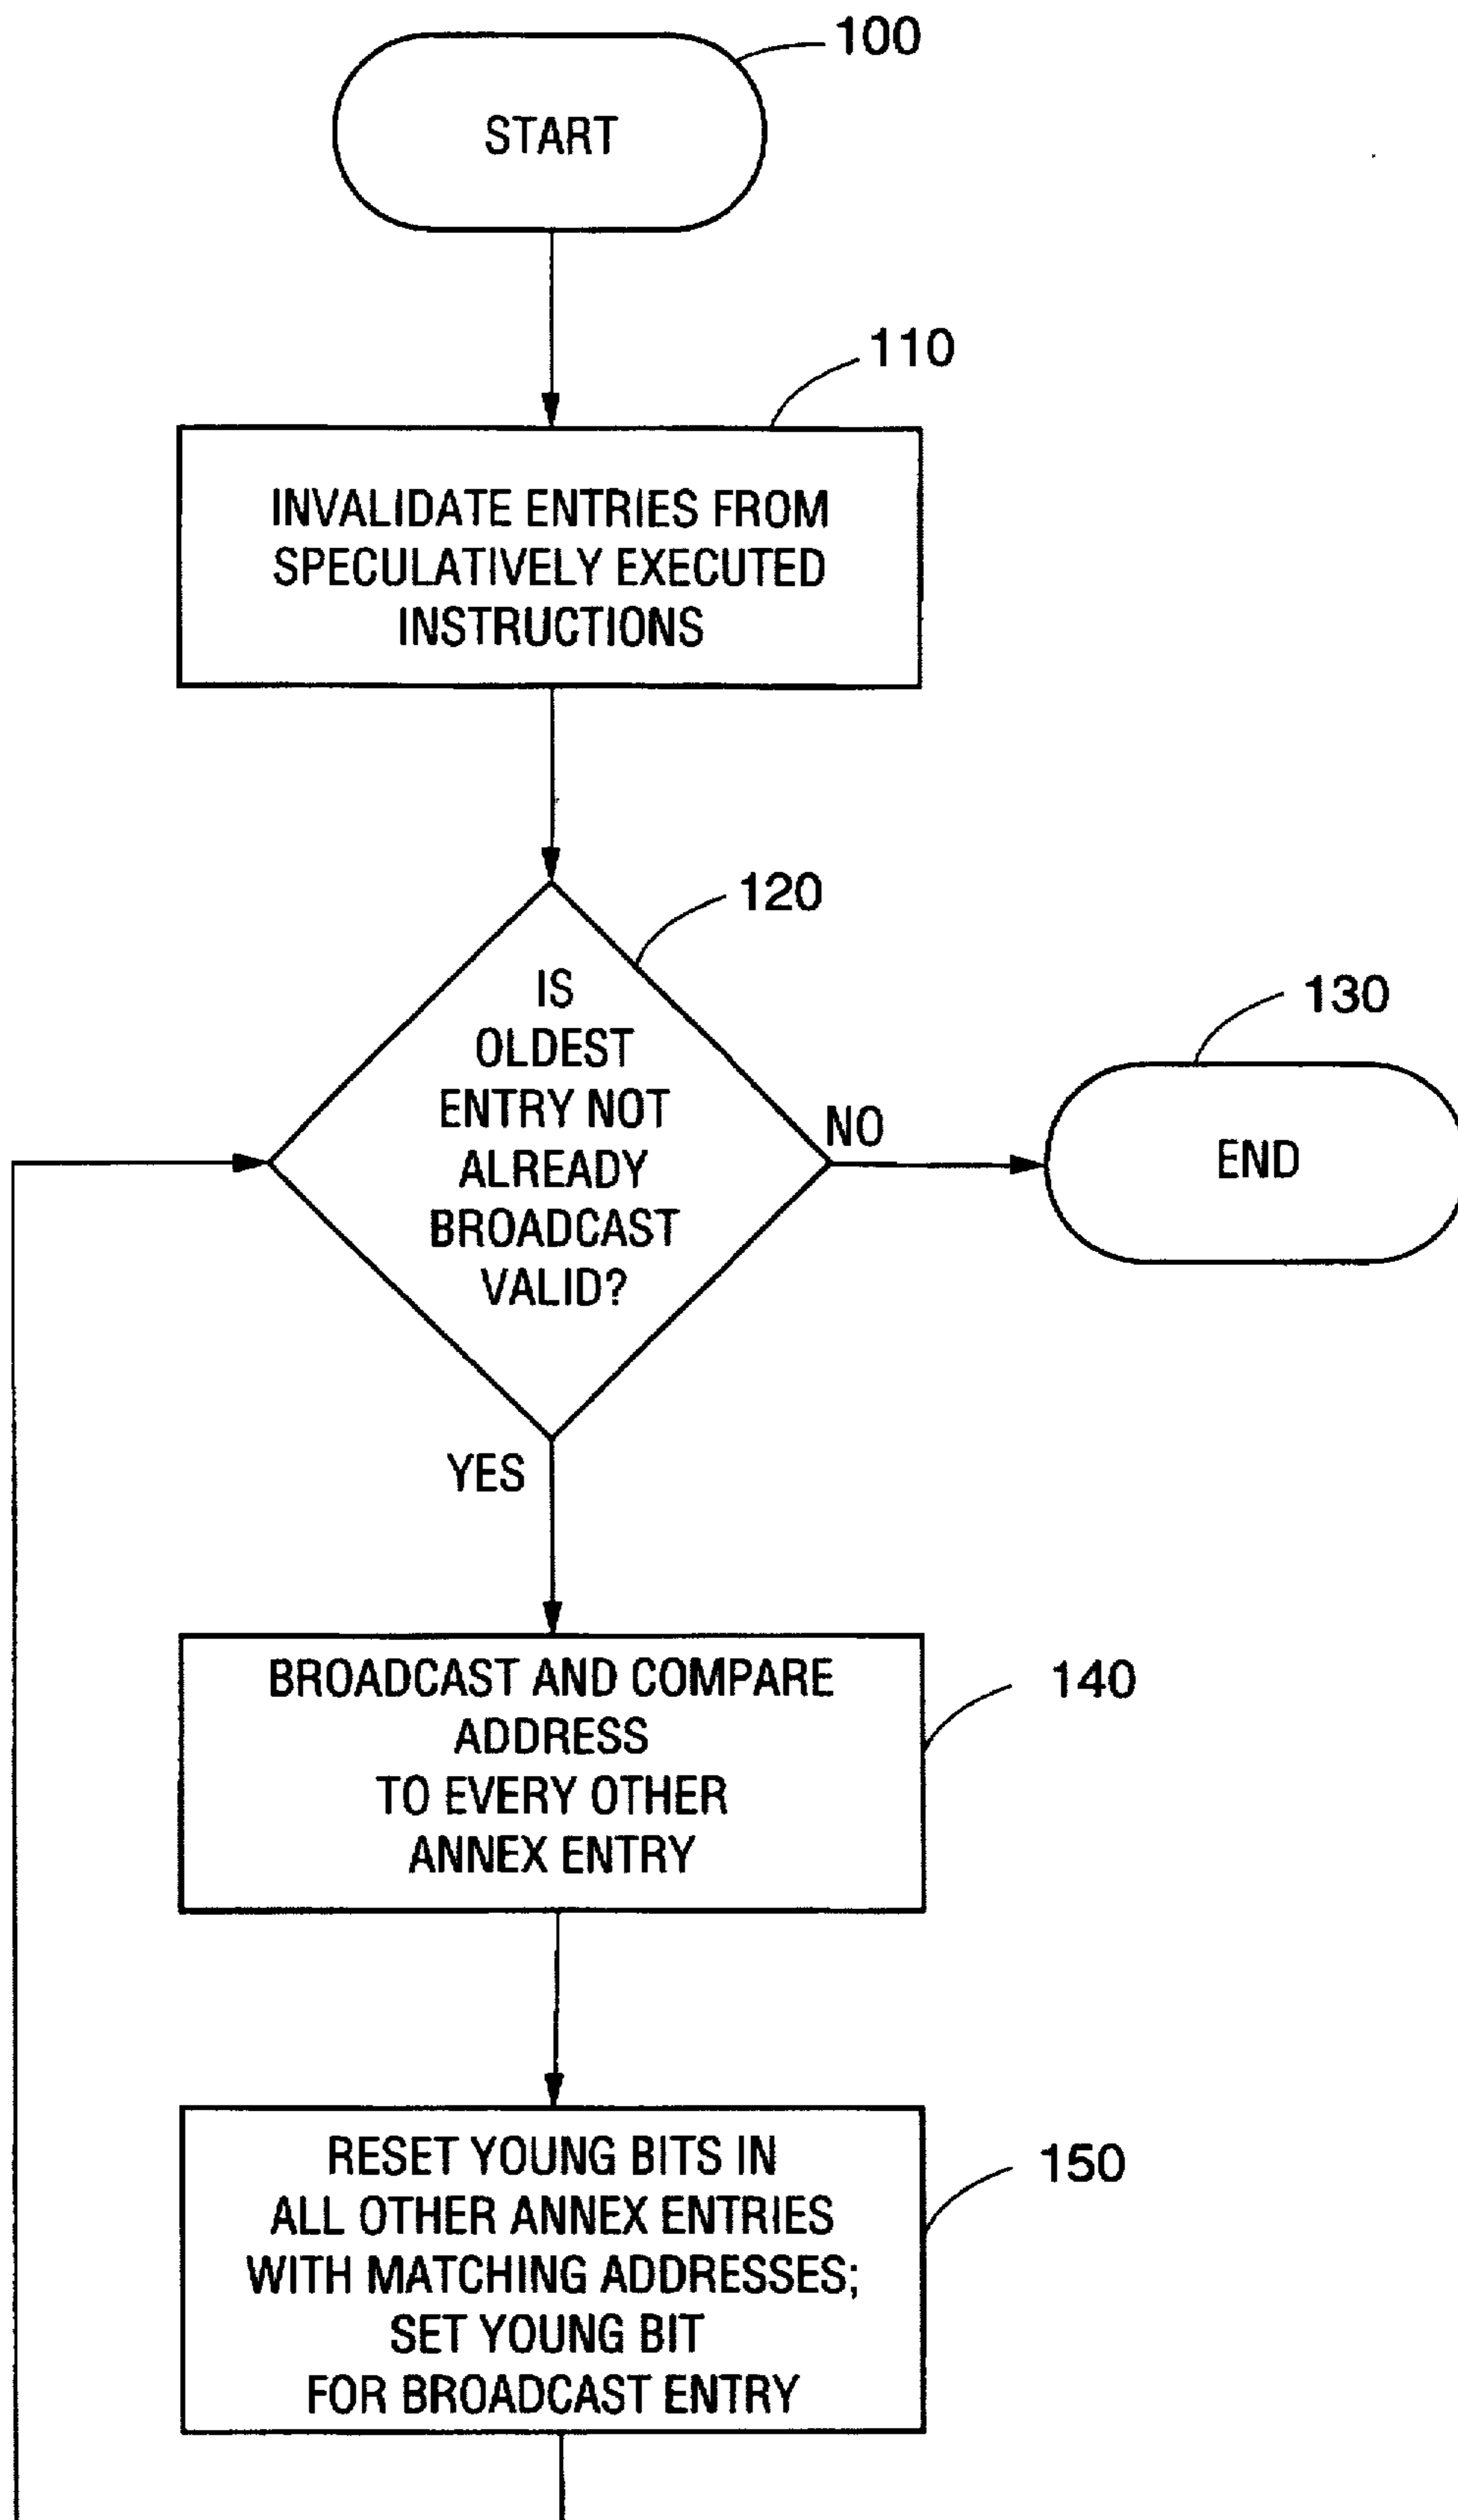 100
START
110
INVALIDATE ENTRIES FROM
SPECULATIVELY EXECUTED
INSTRUCTIONS
120
IS
OLDEST
ENTRY NOT
ALREADY
BROADCAST
VALID?
NO
130
END
YES
BROADCAST AND COMPARE
ADDRESS
TO EVERY OTHER
ANNEX ENTRY
140
RESET YOUNG BITS IN
ALL OTHER ANNEX ENTRIES
WITH MATCHING ADDRESSES;
SET YOUNG BIT
FOR BROADCAST ENTRY
150